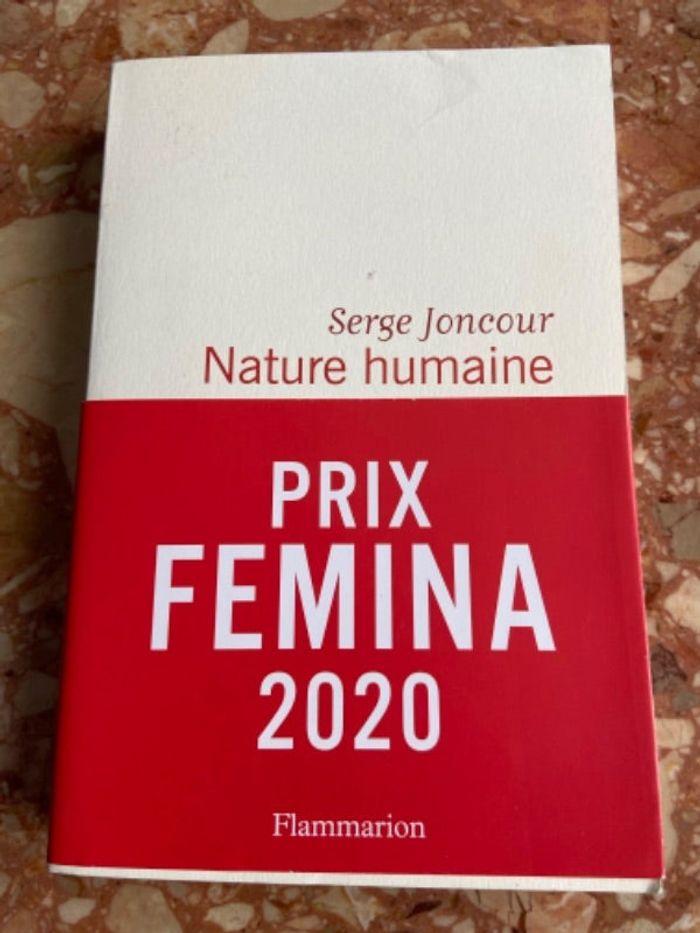 Serge Joncour
Nature humaine
PRIX
FEMINA
2020
Flammarion